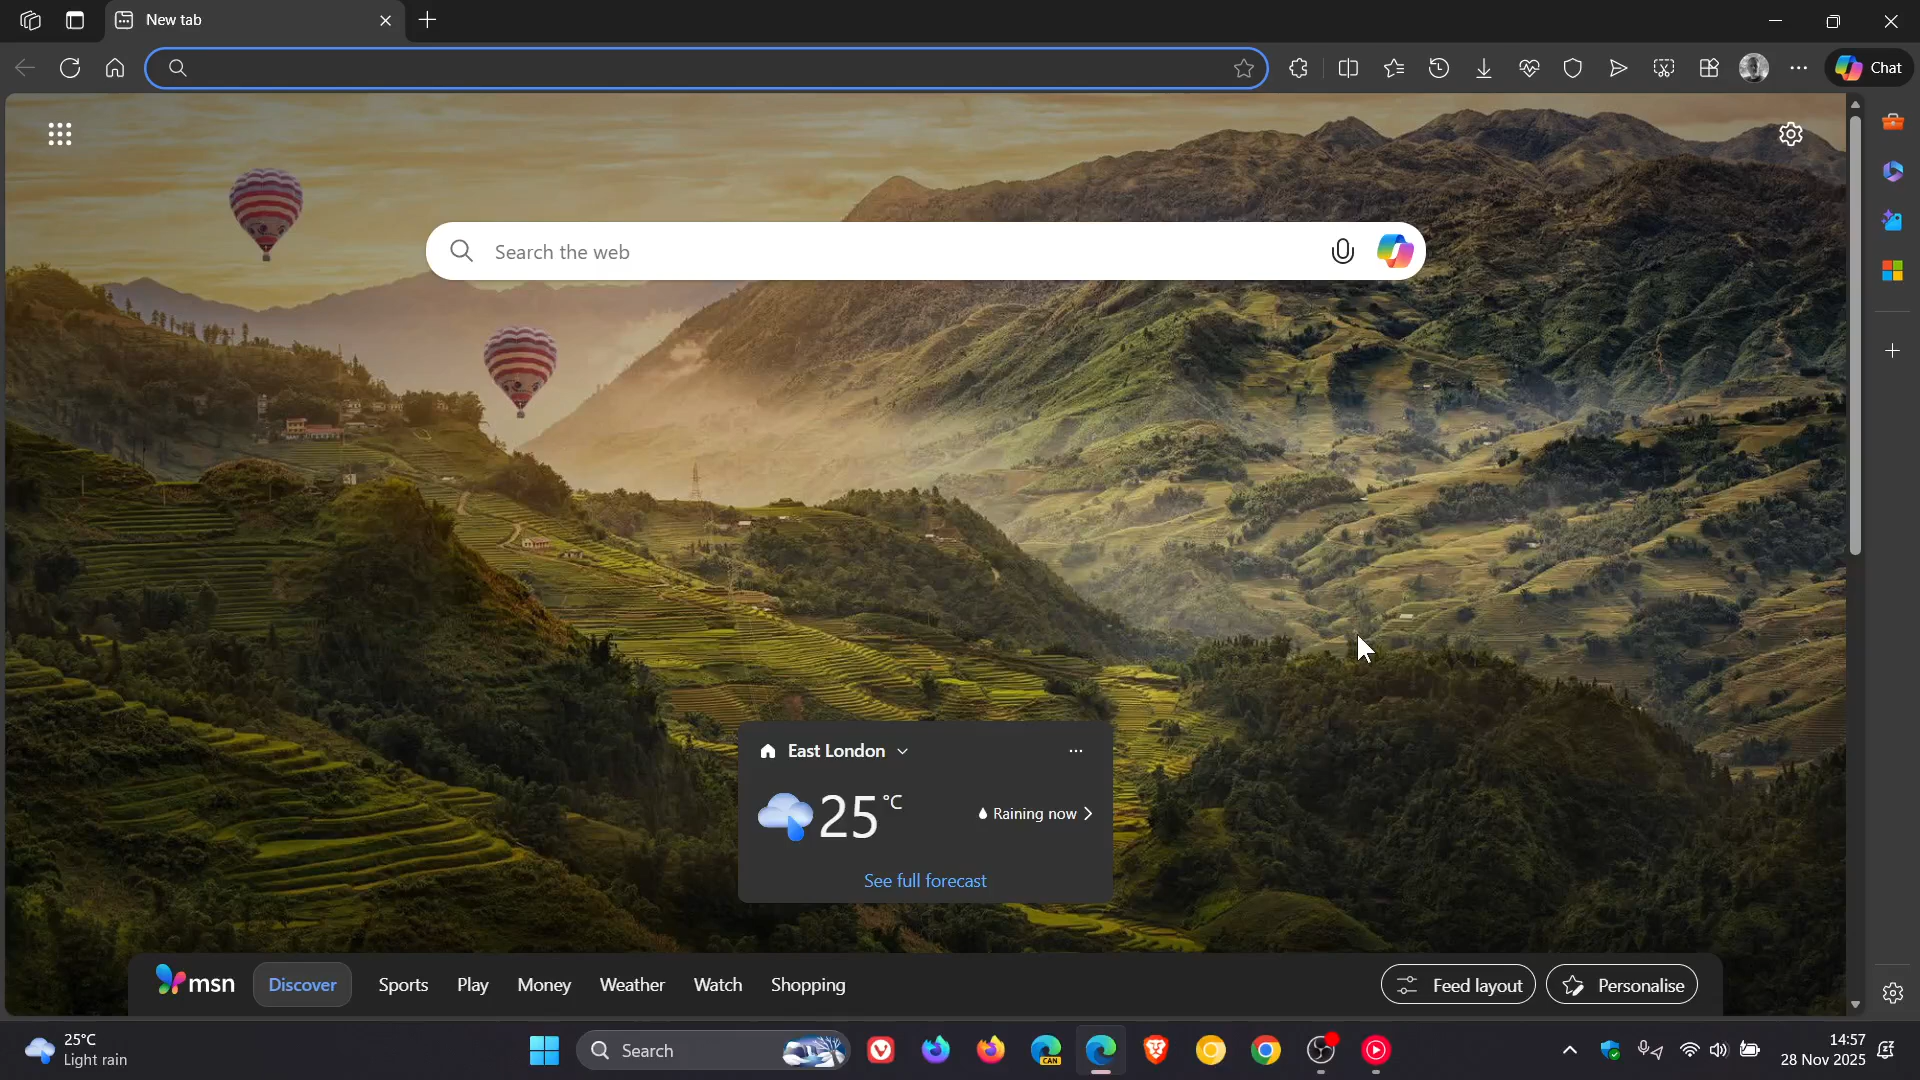 New tab
Chat
Search the web
East London
25 °C
Raining now
See full forecast
msn
Discover
Sports
Play
Money
Weather
Watch
Shopping
Feed layout
Personalise
25°C
Light rain
Search
CAN
14:57
28 Nov 2025